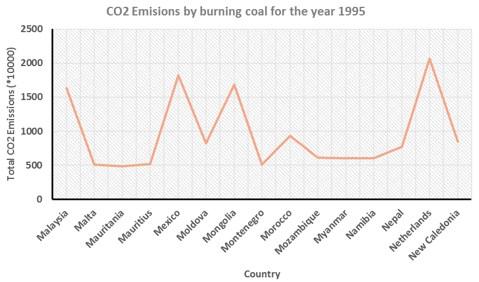 CO2 Emisions by burning coal for the year 1995
Total CO2 Emissions (*10000)
2500
2000
1500
1000
500
0
Malaysia
Malta
Mauritania
Mauritius
Mexico
Moldova
Mongolia
Montenegro
Morocco
Mozambique
Myanmar
Namibia
Nepal
Netherlands
New Caledonia
Country